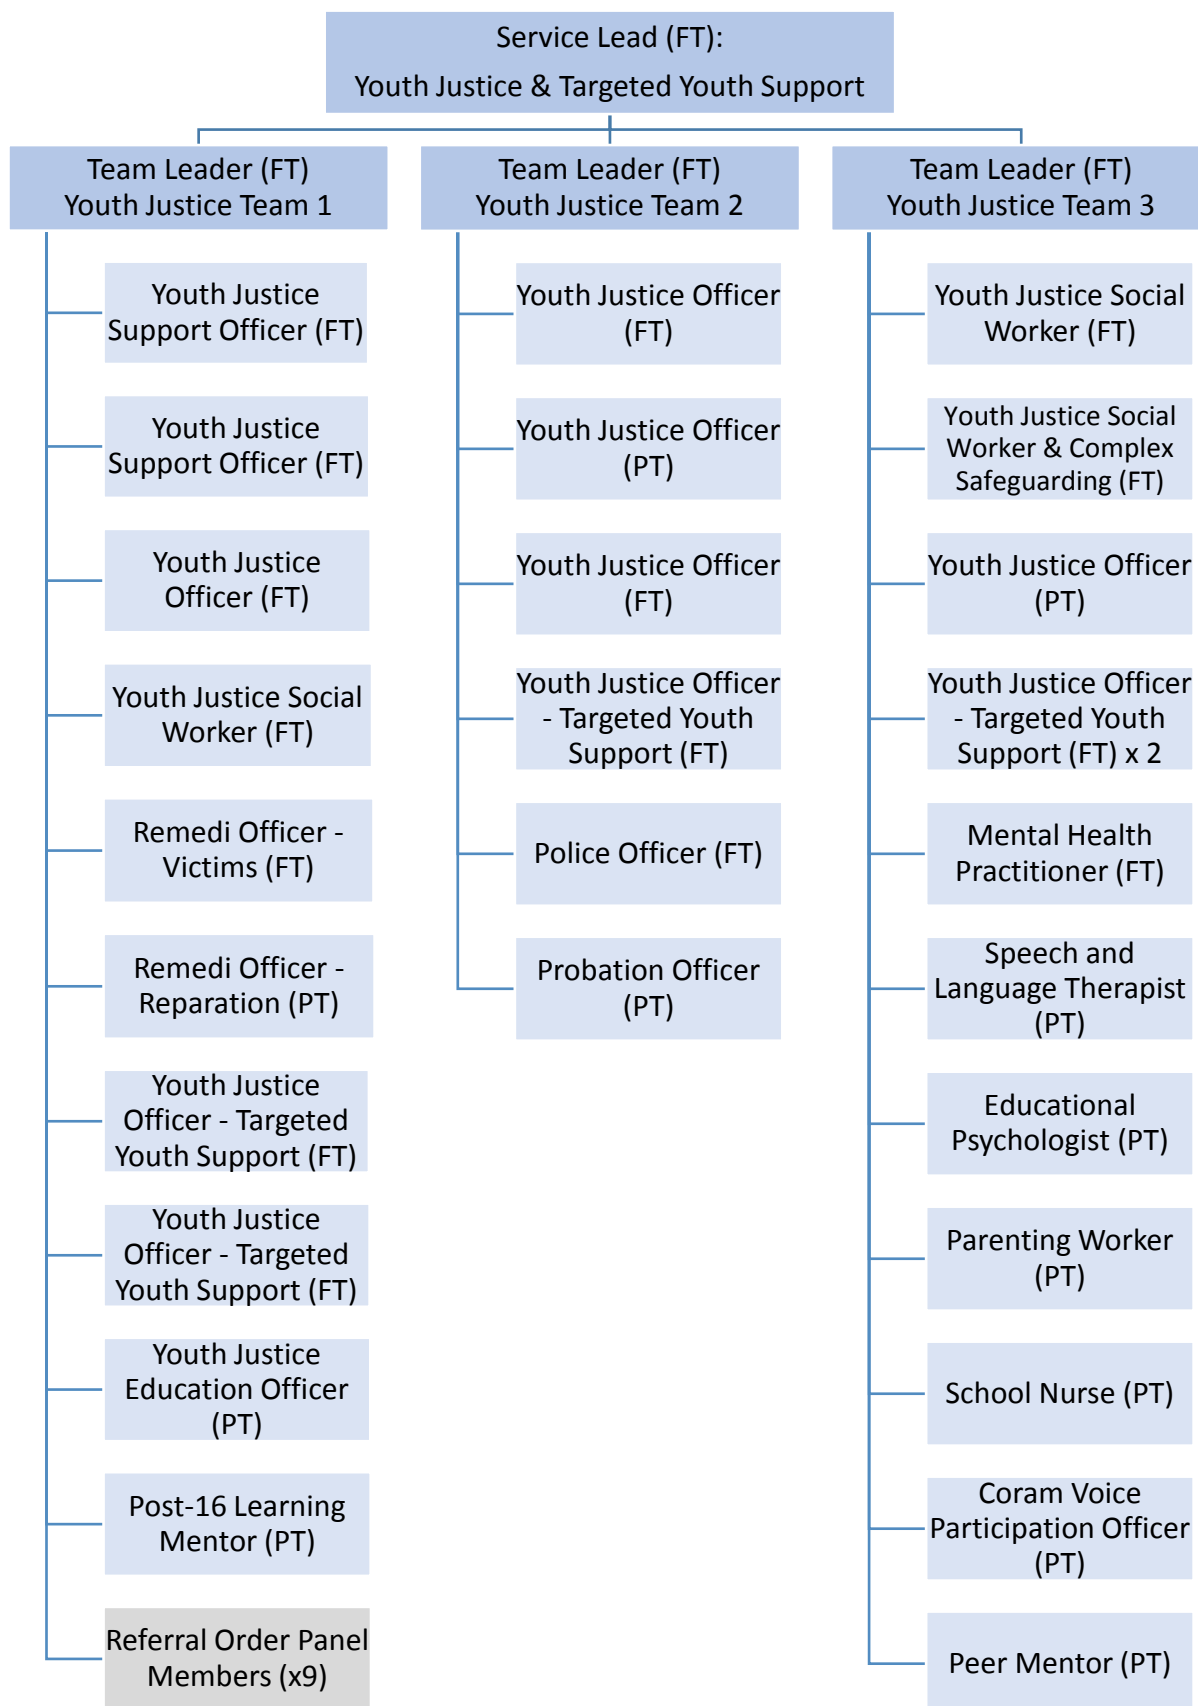 Service Lead (FT):
Youth Justice & Targeted Youth Support
Team Leader (FT)
Youth Justice Team 1
Youth Justice
Support Officer (FT)
Youth Justice
Support Officer (FT)
Youth Justice
Officer (FT)
Youth Justice Social
Worker (FT)
Remedi Officer -
Victims (FT)
Remedi Officer -
Reparation (PT)
Youth Justice
Officer - Targeted
Youth Support (FT)
Youth Justice
Officer - Targeted
Youth Support (FT)
Youth Justice
Education Officer
(PT)
Post-16 Learning
Mentor (PT)
Referral Order Panel
Members (x9)
Team Leader (FT)
Youth Justice Team 2
Youth Justice Officer
(FT)
Youth Justice Officer
(PT)
Youth Justice Officer
(FT)
Youth Justice Officer
- Targeted Youth
Support (FT)
Police Officer (FT)
Probation Officer
(PT)
Team Leader (FT)
Youth Justice Team 3
Youth Justice Social
Worker (FT)
Youth Justice Social
Worker & Complex
Safeguarding (FT)
Youth Justice Officer
(PT)
Youth Justice Officer
- Targeted Youth
Support (FT) x 2
Mental Health
Practitioner (FT)
Speech and
Language Therapist
(PT)
Educational
Psychologist (PT)
Parenting Worker
(PT)
School Nurse (PT)
Coram Voice
Participation Officer
(PT)
Peer Mentor (PT)